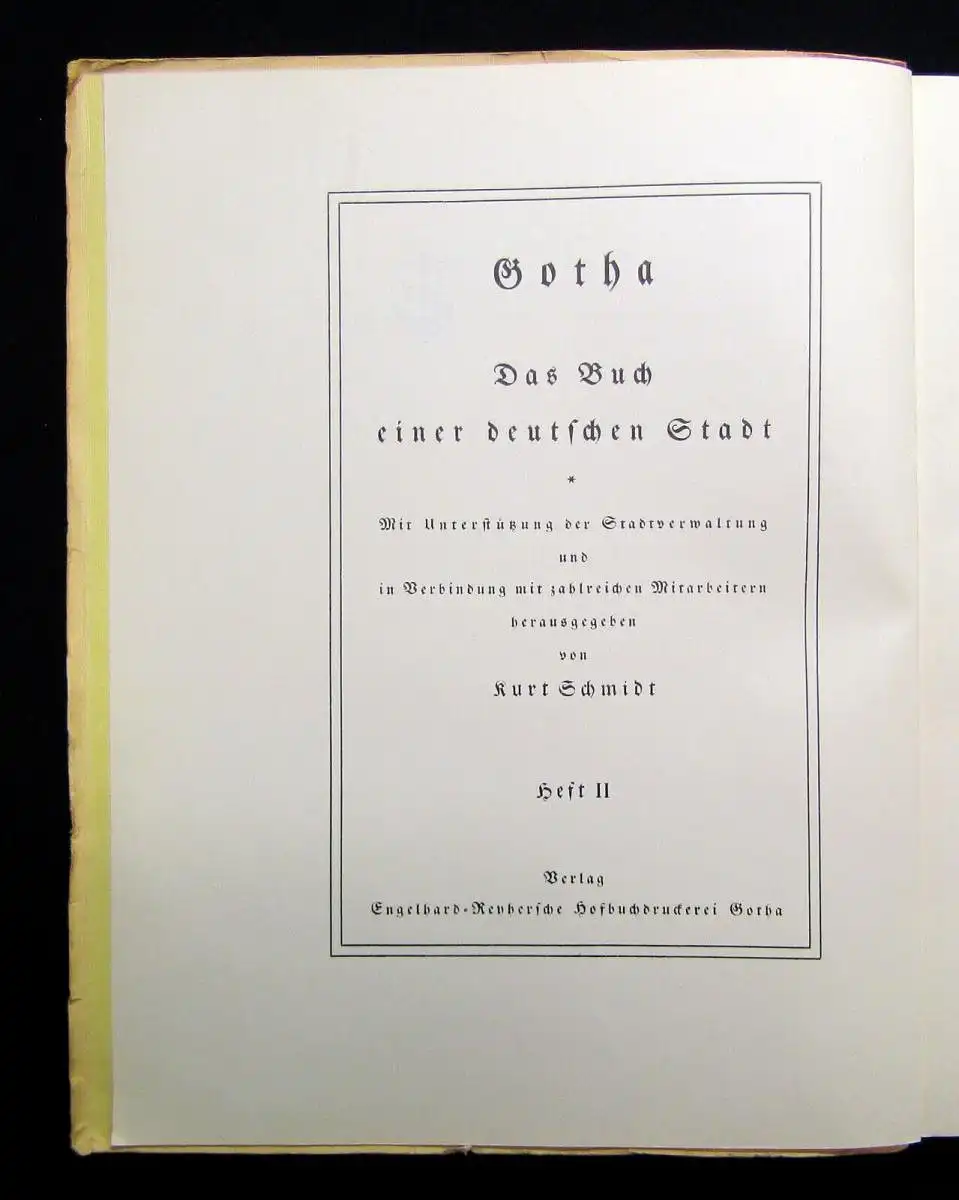 Gotha
Das Buch
einer deutſchen Stadt
*
Mit Unterſtützung der Stadtverwaltung
und
in Verbindung mit zahlreichen Mitarbeitern
herausgegeben
von
Kurt Schmidt
Heft II
Verlag
Engelhard-Reyherſche Hofbuchdruckerei Gotha